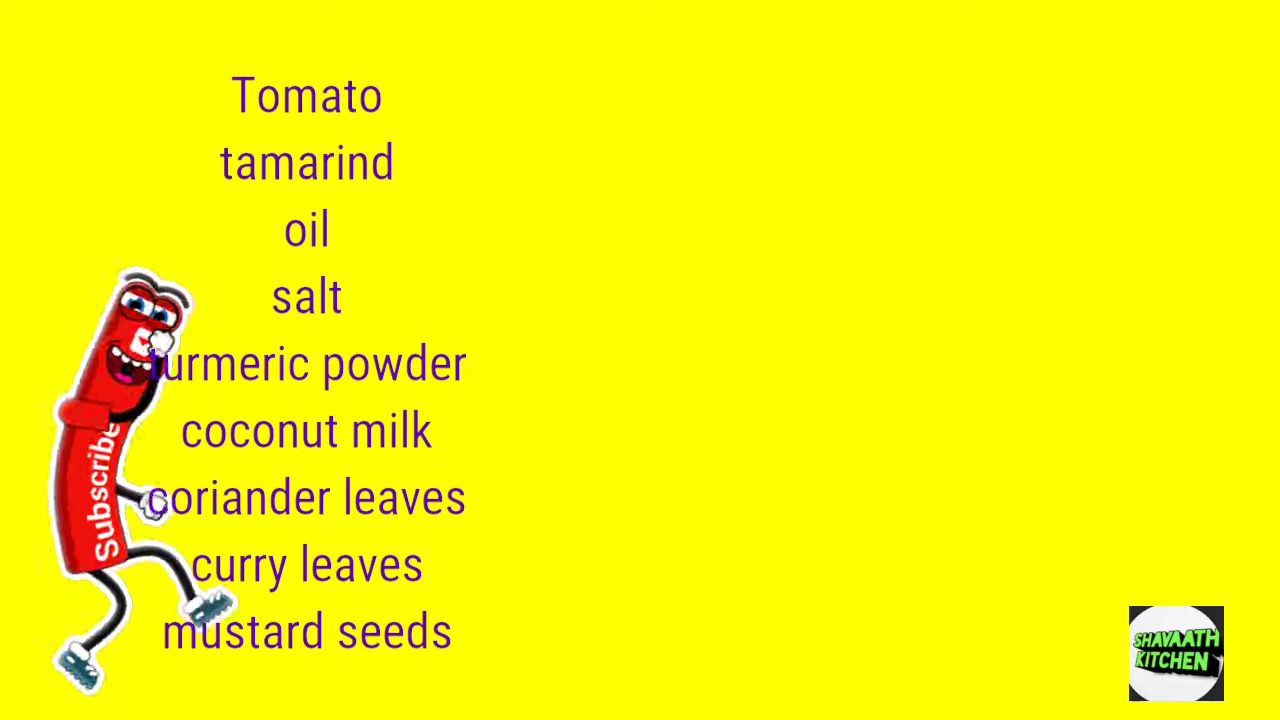 Tomato
tamarind
oil
salt
turmeric powder
coconut milk
coriander leaves
curry leaves
mustard seeds
Subscribe
SHAVAATH
KITCHEN